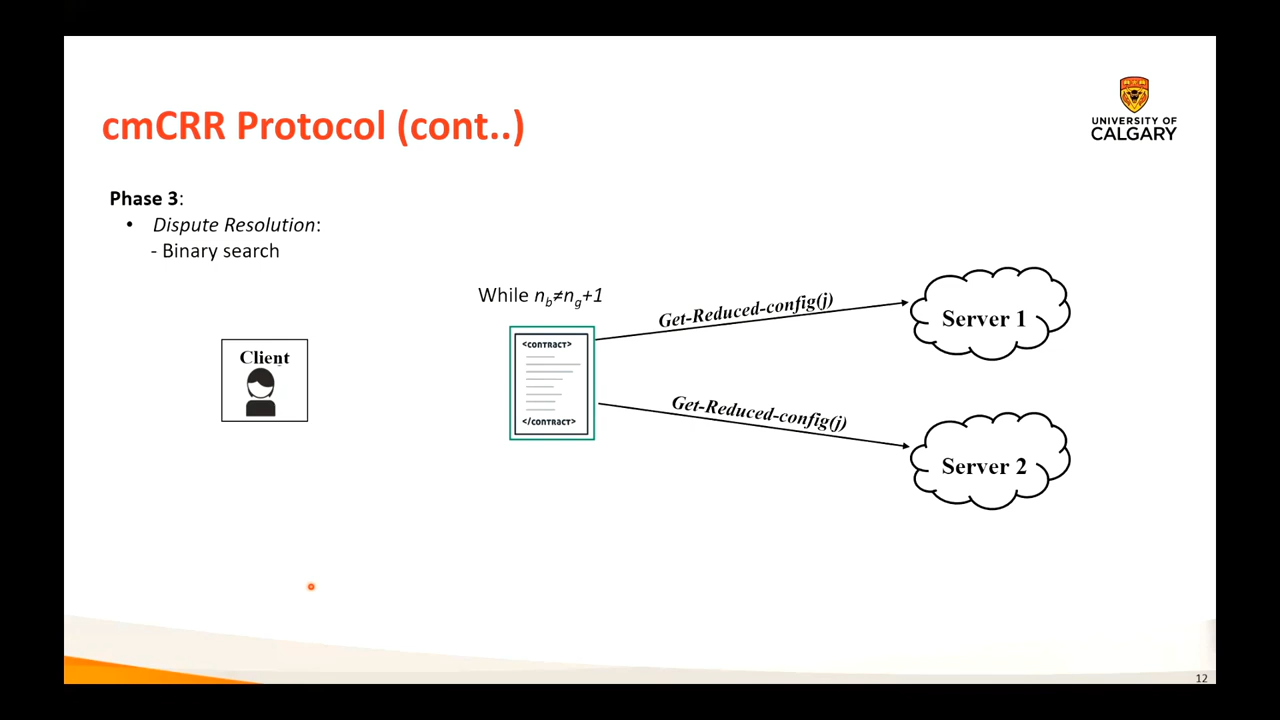 cmCRR Protocol (cont..)
UNIVERSITY OF
CALGARY
Phase 3:
• Dispute Resolution:
- Binary search
While nb≠ng+1
Get-Reduced-config(j)
Server 1
<CONTRACT>
Client
Get-Reduced-config(j)
</CONTRACT>
Server 2
12